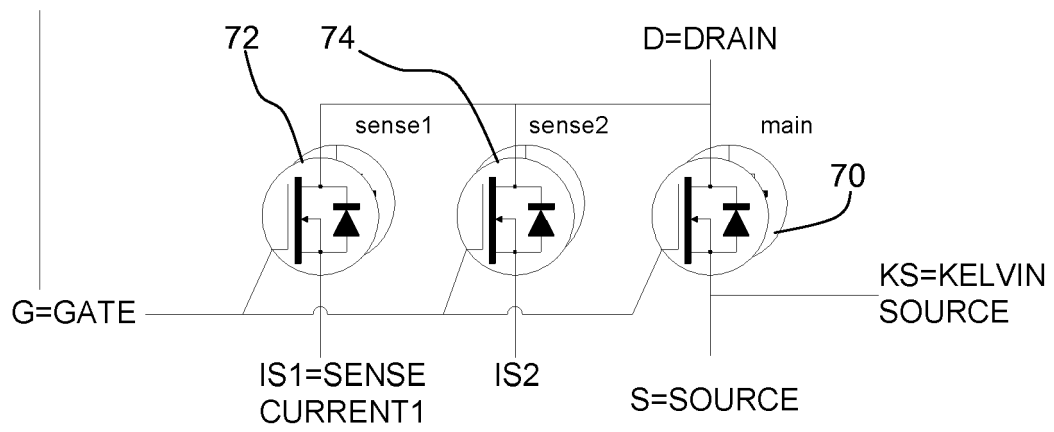 72
74
D=DRAIN
sense1
sense2
main
70
KS=KELVIN
SOURCE
G=GATE
IS1=SENSE
CURRENT1
IS2
S=SOURCE